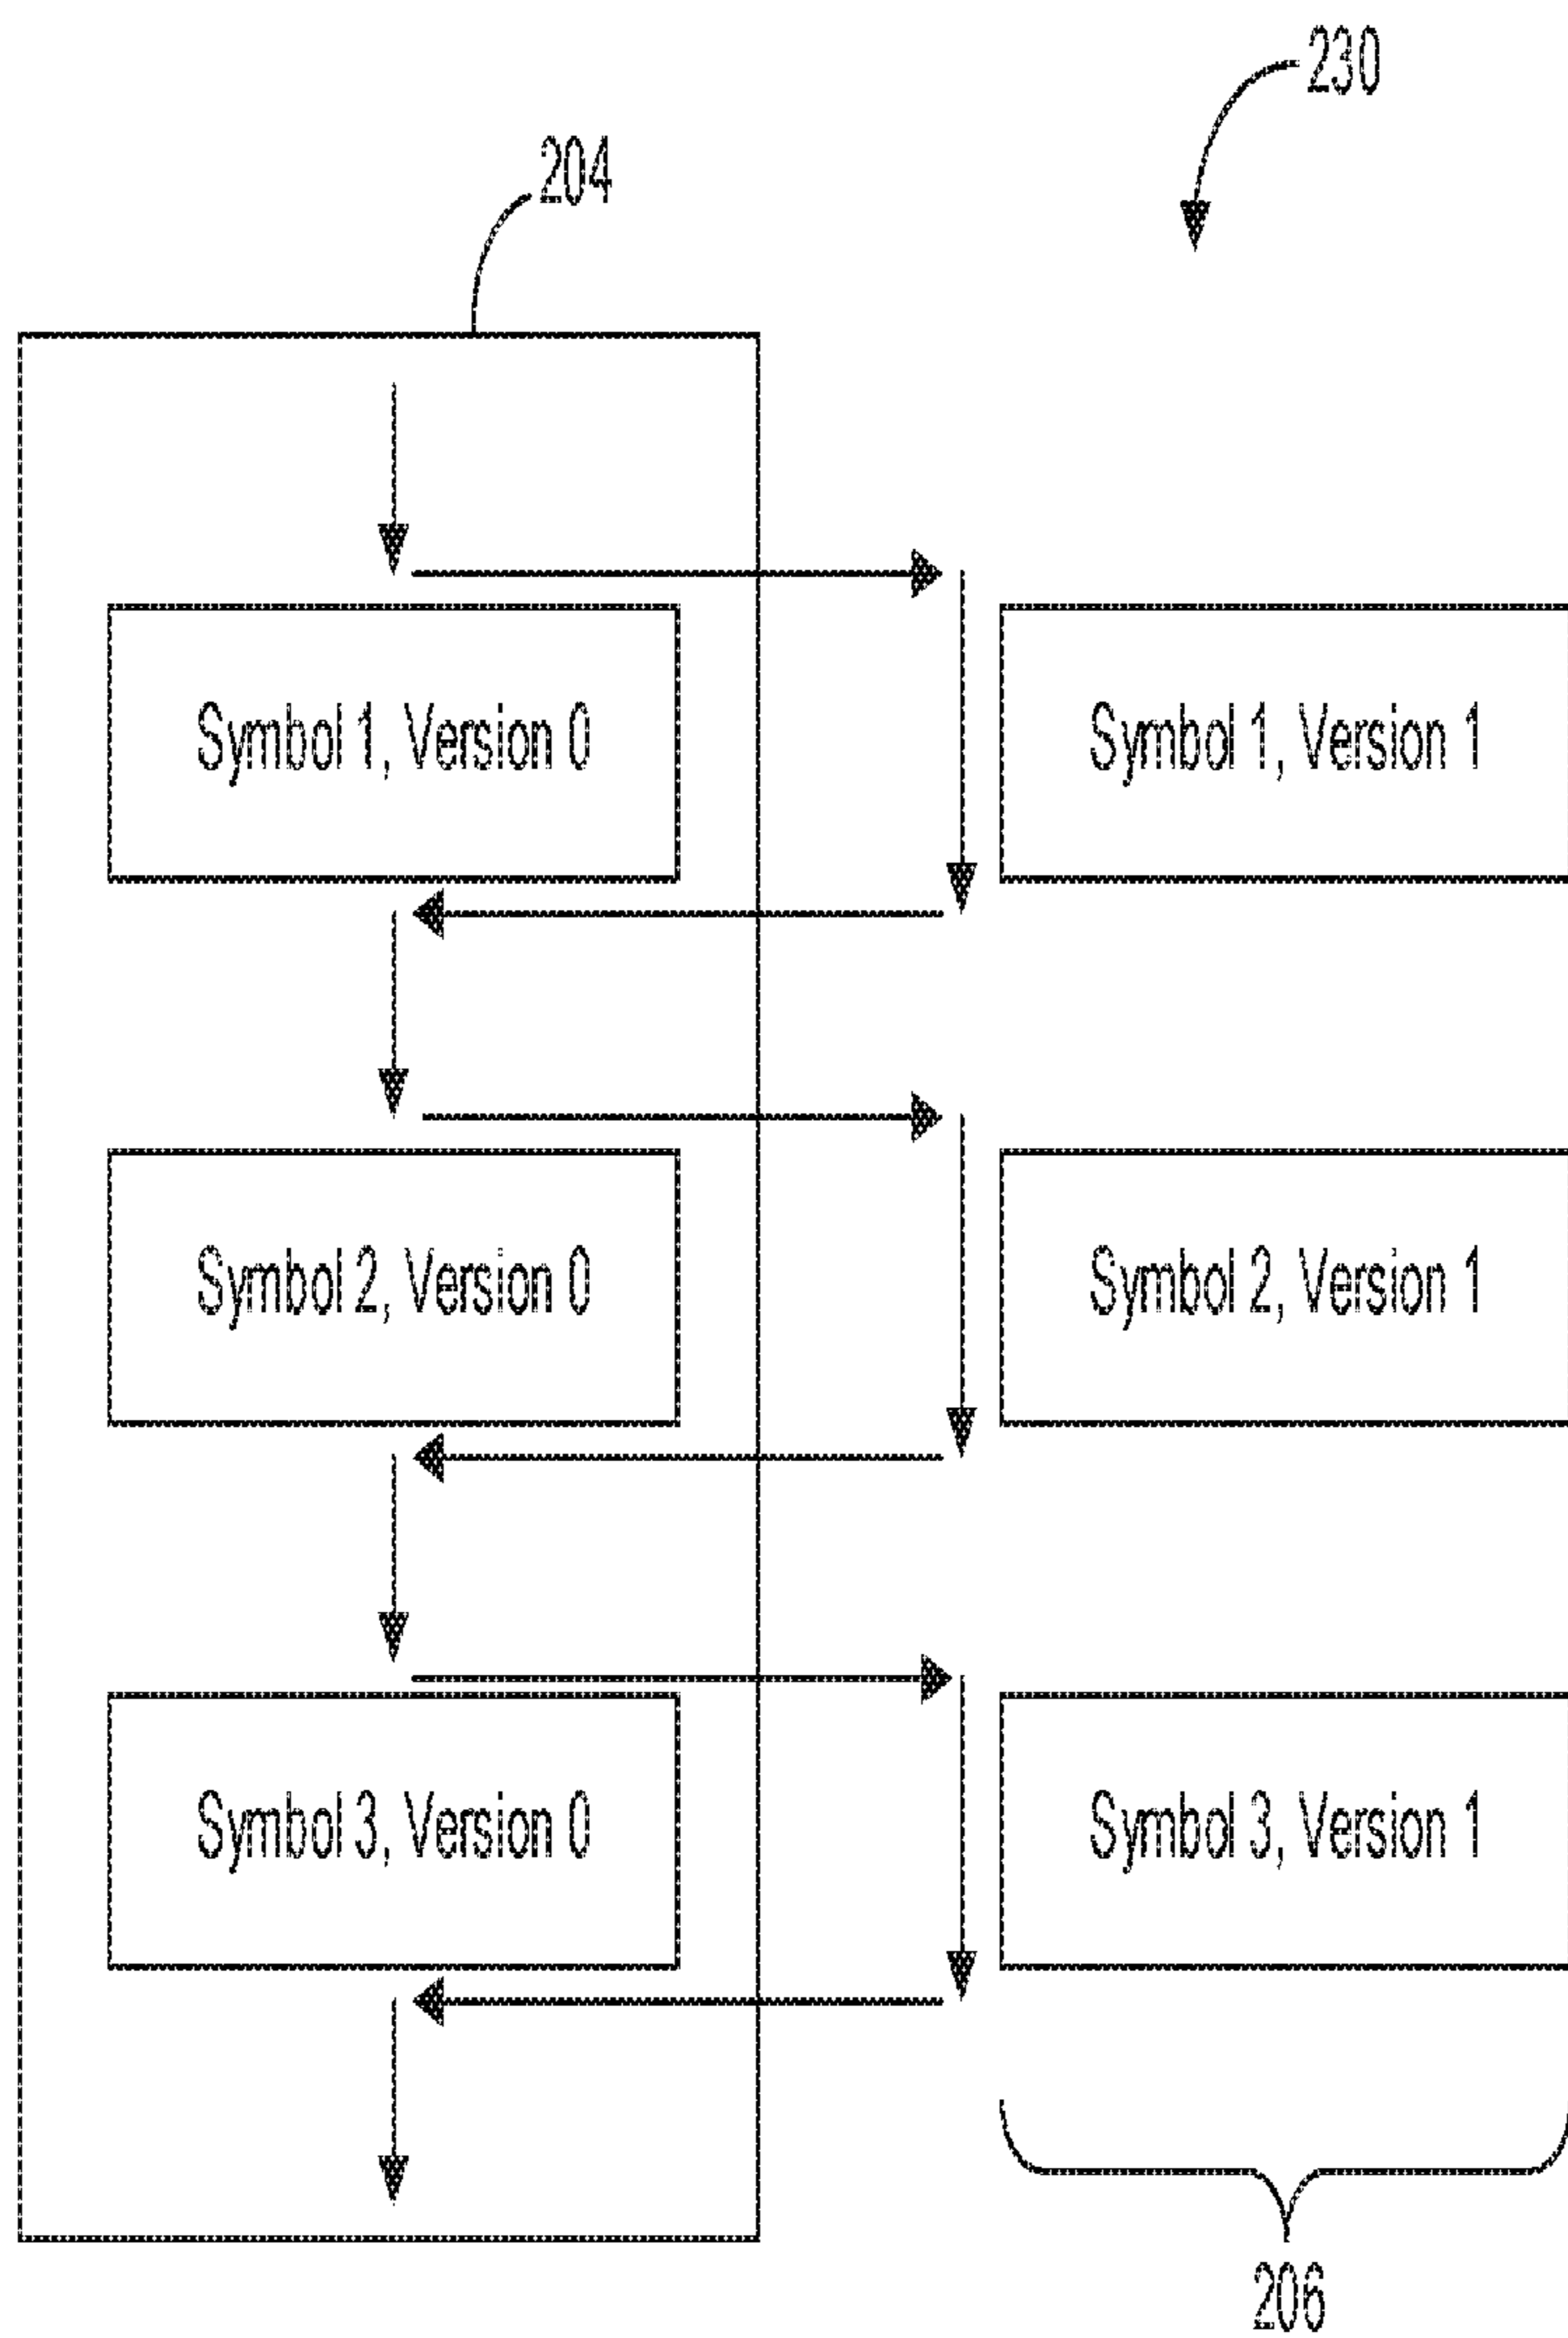 230
204
Symbol 1, Version 0
Symbol 1, Version 1
Symbol 2, Version 0
Symbol 2, Version 1
Symbol 3, Version 0
Symbol 3, Version 1
206